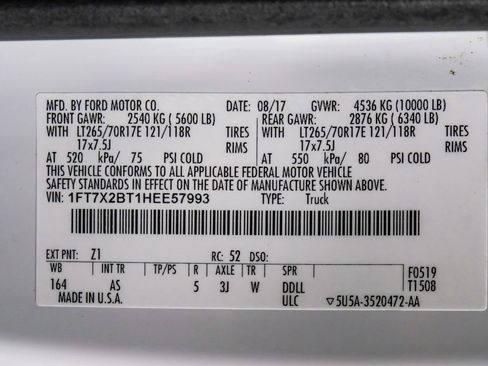 MFD. BY FORD MOTOR CO. DATE: 08/17 GVWR: 4536 KG (10000 LB)
FRONT GAWR: 2540 KG ( 5600 LB) REAR GAWR: 2876 KG ( 6340 LB)
WITH LT265/70R17E 121/118R TIRES WITH LT265/70R17E 121/118R TIRES
17x7.5J RIMS 17x7.5J RIMS
AT 520 kPa/ 75 PSI COLD AT 550 kPa/ 80 PSI COLD
THIS VEHICLE CONFORMS TO ALL APPLICABLE FEDERAL MOTOR VEHICLE
SAFETY STANDARDS IN EFFECT ON THE DATE OF MANUFACTURE SHOWN ABOVE.
VIN: 1FT7X2BT1HEE57993 TYPE: Truck
EXT PNT: Z1 RC: 52 DSO:
WB INT TR TP/PS R AXLE TR SPR F0519
164 AS 5 3J W DDLL T1508
MADE IN U.S.A. ULC ▽5U5A-3520472-AA